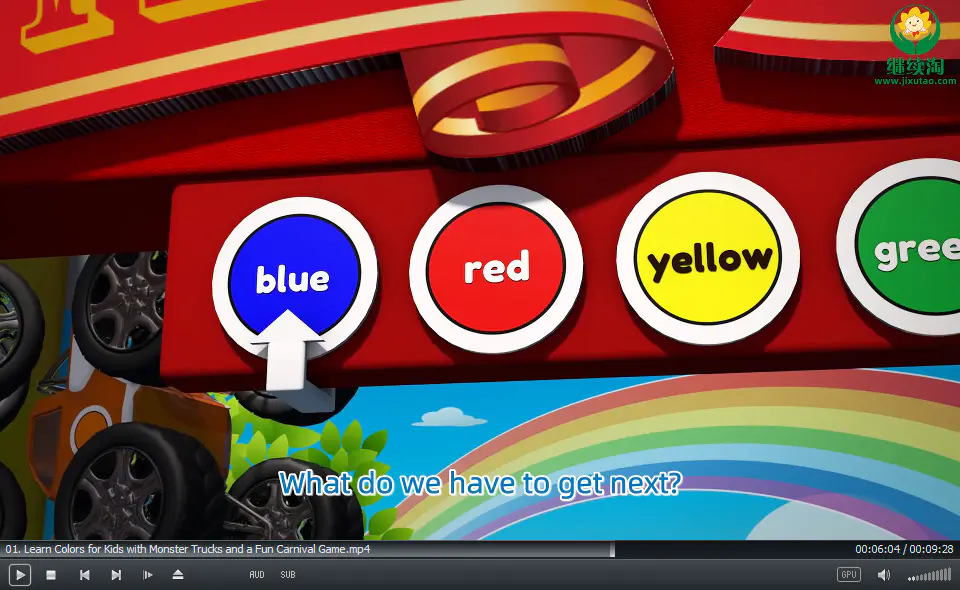 继续淘
www.jixutao.com
blue
red
yellow
gree
What do we have to get next?
01. Learn Colors for Kids with Monster Trucks and a Fun Carnival Game.mp4
00:06:04 / 00:09:28
AUD
SUB
GPU